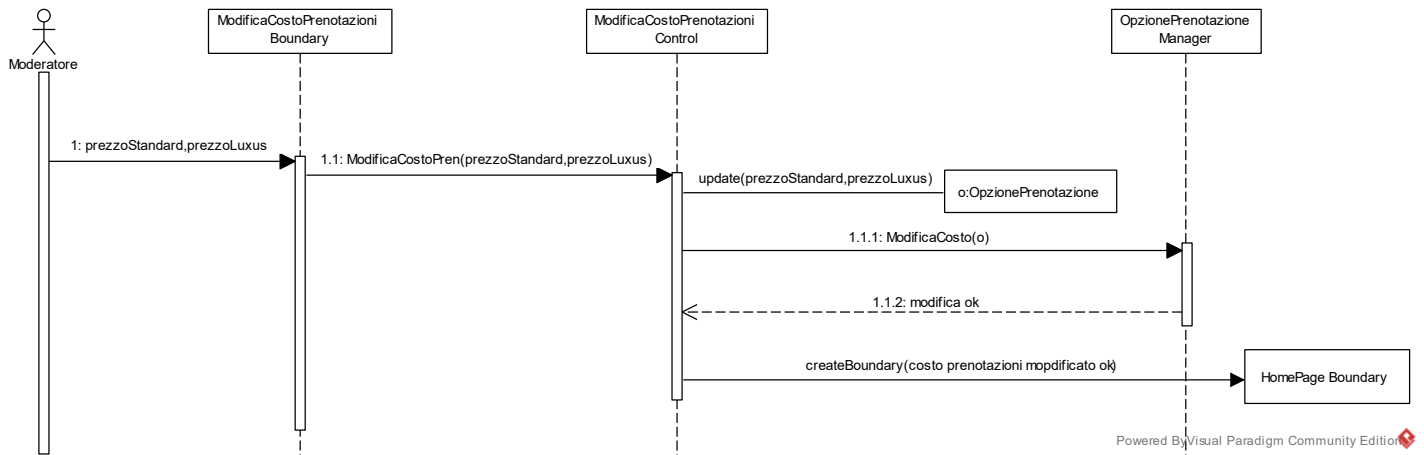 ModificaCostoPrenotazioni
Boundary
ModificaCostoPrenotazioni
Control
OpzionePrenotazione
Manager
Moderatore
1: prezzoStandard,prezzoLuxus
1.1: ModificaCostoPren(prezzoStandard,prezzoLuxus)
update(prezzoStandard,prezzoLuxus)
o:OpzionePrenotazione
1.1.1: ModificaCosto(o)
1.1.2: modifica ok
createBoundary(costo prenotazioni mopdificato ok)
HomePage Boundary
Powered ByVisual Paradigm Community Edition